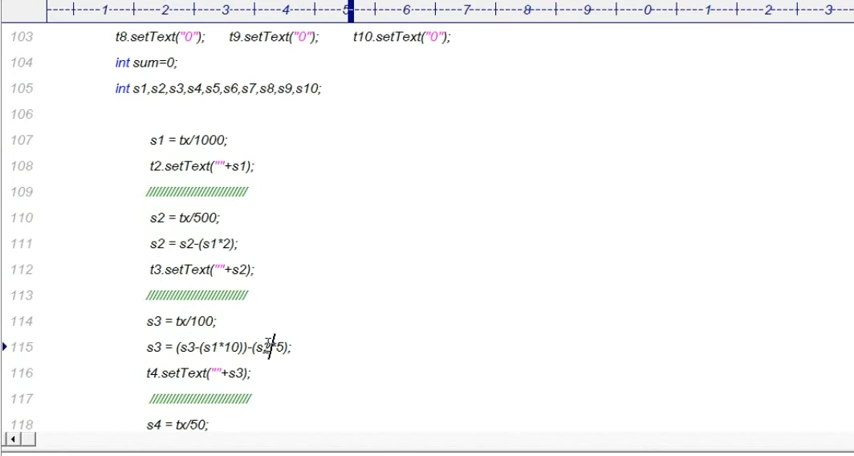 1 2 3 4 5 6 7 8 9 0 1 2 3
103 t8.setText("0"); t9.setText("0"); t10.setText("0");
104 int sum=0;
105 int s1,s2,s3,s4,s5,s6,s7,s8,s9,s10;
106
107 s1 = tx/1000;
108 t2.setText(""+s1);
109 /////////////////////////////
110 s2 = tx/500;
111 s2 = s2-(s1*2);
112 t3.setText(""+s2);
113 /////////////////////////////
114 s3 = tx/100;
115 s3 = (s3-(s1*10))-(s2*5);
116 t4.setText(""+s3);
117 /////////////////////////////
118 s4 = tx/50;